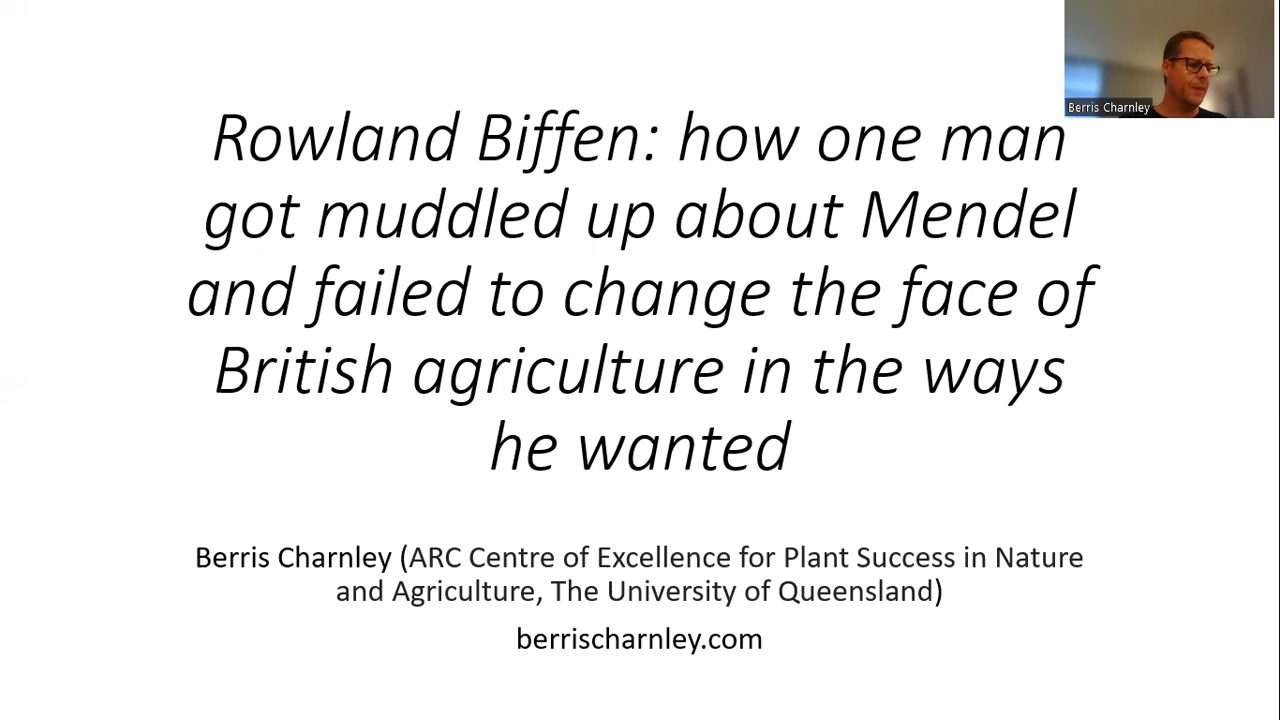 Berris Charnley
Rowland Biffen: how one man
got muddled up about Mendel
and failed to change the face of
British agriculture in the ways
he wanted
Berris Charnley (ARC Centre of Excellence for Plant Success in Nature
and Agriculture, The University of Queensland)
berrischarnley.com